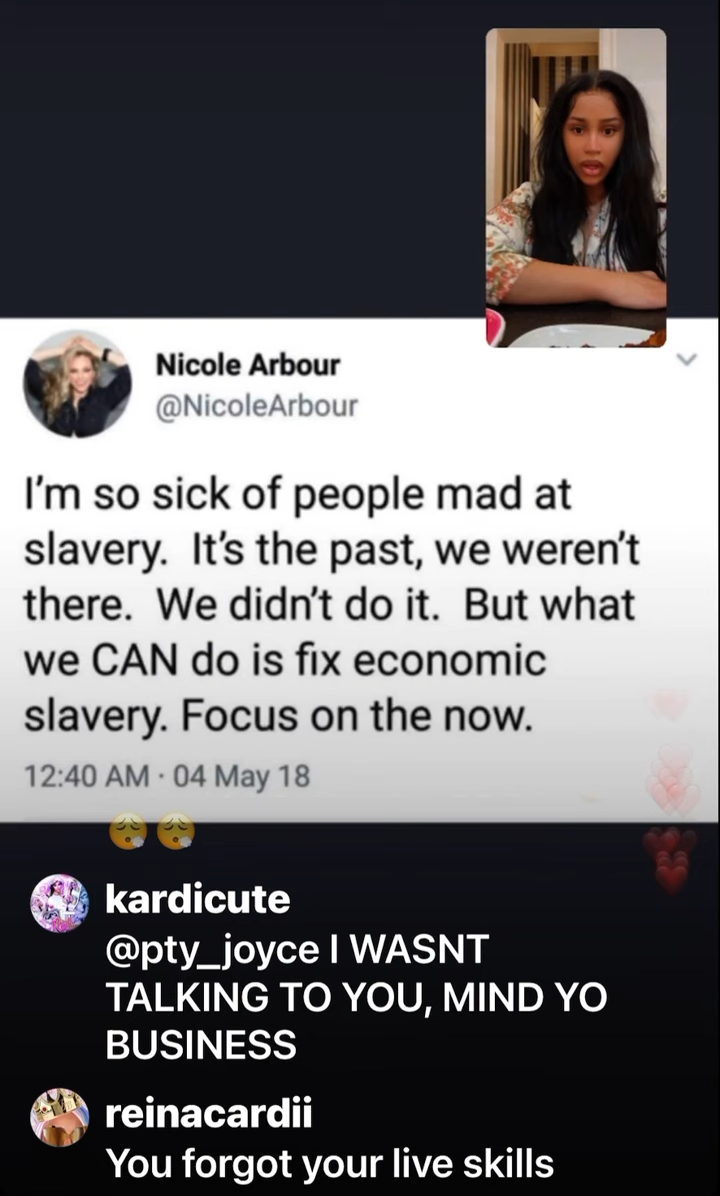 Nicole Arbour
@NicoleArbour
I'm so sick of people mad at
slavery.  It's the past, we weren't
there.  We didn't do it.  But what
we CAN do is fix economic
slavery. Focus on the now.
12:40 AM · 04 May 18
😮‍💨😮‍💨
kardicute
@pty_joyce I WASNT
TALKING TO YOU, MIND YO
BUSINESS
reinacardii
You forgot your live skills